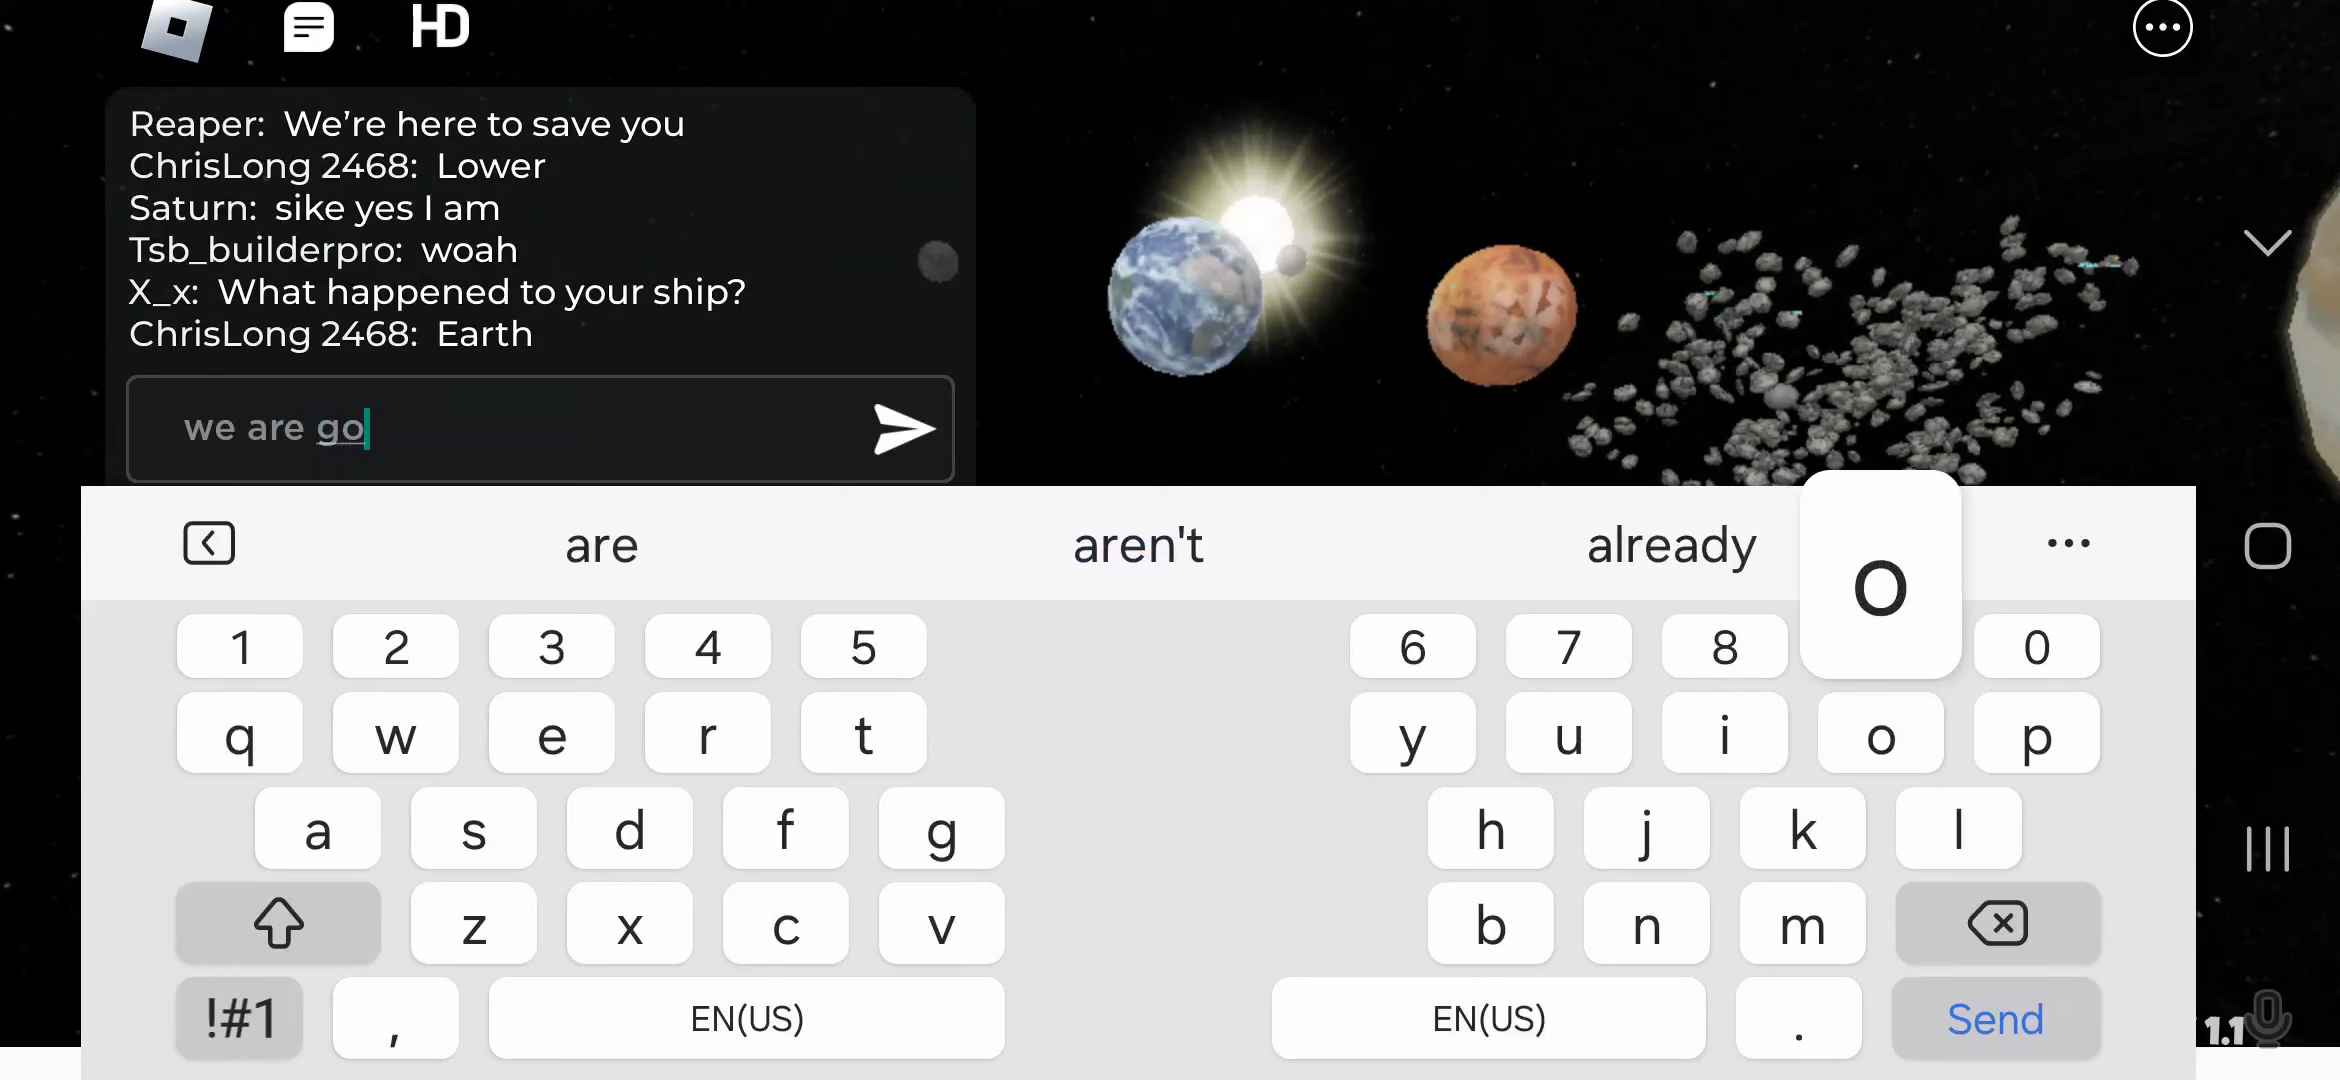 HD
Reaper: We're here to save you
ChrisLong 2468: Lower
Saturn: sike yes I am
Tsb_builderpro: woah
X_x: What happened to your ship?
ChrisLong 2468: Earth
we are go
are aren't already
o
1 2 3 4 5 6 7 8 0
q w e r t y u i o p
a s d f g h j k l
z x c v b n m
!#1 , EN(US) EN(US) . Send
1.1